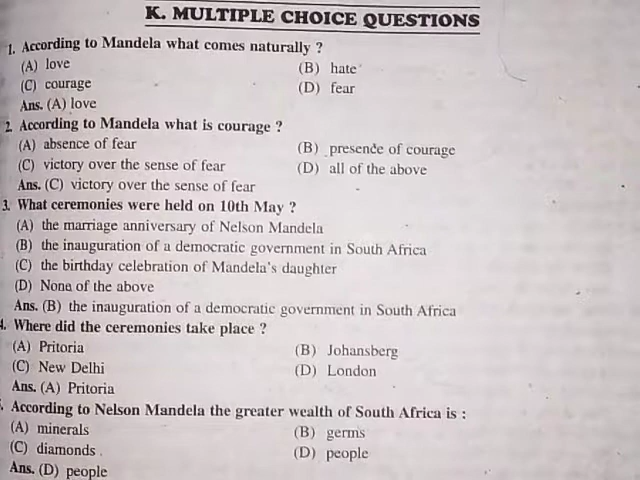 K. MULTIPLE CHOICE QUESTIONS
1. According to Mandela what comes naturally ?
(A) love (B) hate
(C) courage (D) fear
Ans. (A) love
2. According to Mandela what is courage ?
(A) absence of fear (B) presence of courage
(C) victory over the sense of fear (D) all of the above
Ans. (C) victory over the sense of fear
3. What ceremonies were held on 10th May ?
(A) the marriage anniversary of Nelson Mandela
(B) the inauguration of a democratic government in South Africa
(C) the birthday celebration of Mandela's daughter
(D) None of the above
Ans. (B) the inauguration of a democratic government in South Africa
4. Where did the ceremonies take place ?
(A) Pritoria (B) Johansberg
(C) New Delhi (D) London
Ans. (A) Pritoria
. According to Nelson Mandela the greater wealth of South Africa is :
(A) minerals (B) germs
(C) diamonds (D) people
Ans. (D) people